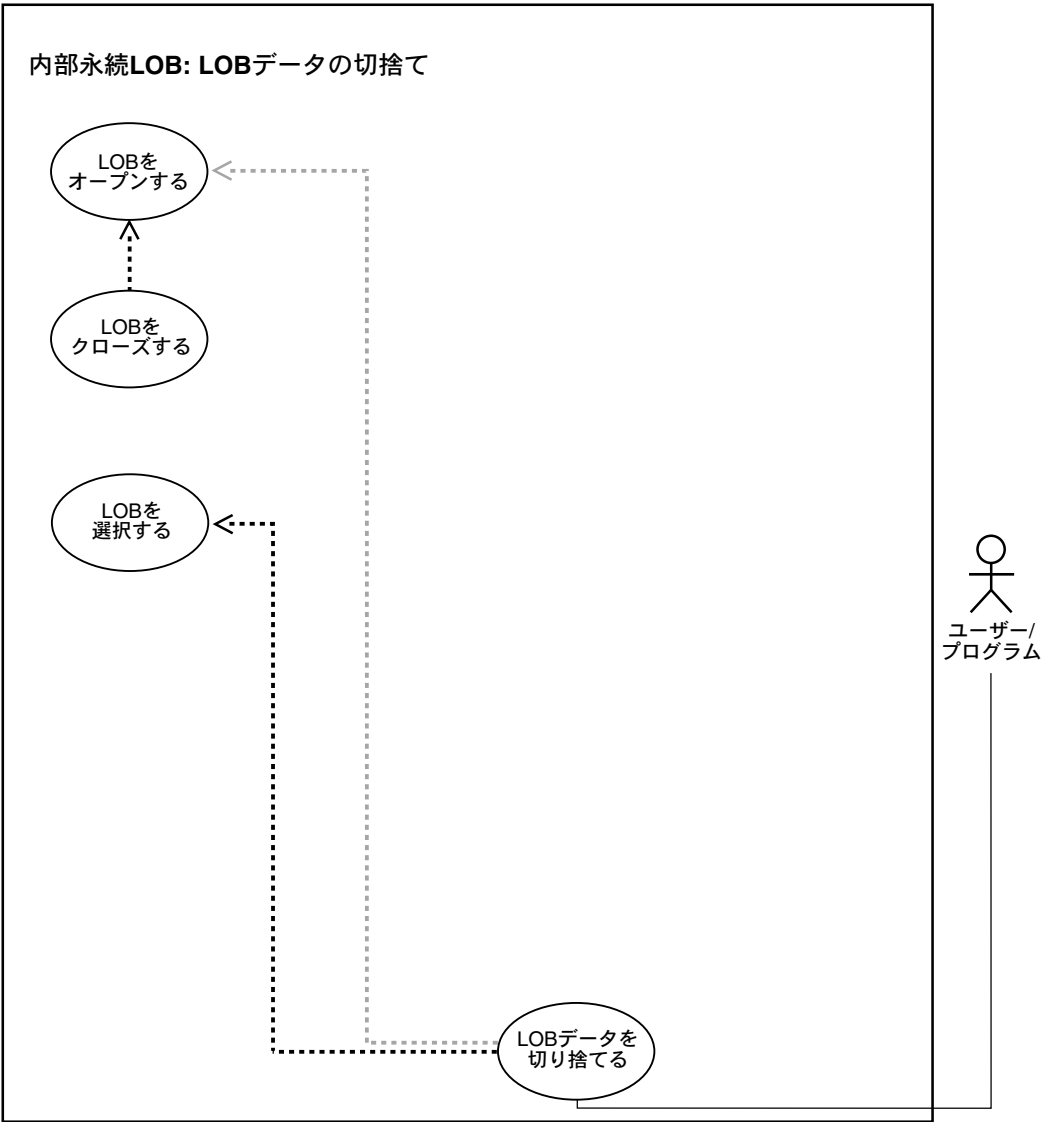 内部永続LOB: LOBデータの切捨て
LOBを
オープンする
LOBを
クローズする
LOBを
選択する
ユーザー/
プログラム
LOBデータを
切り捨てる